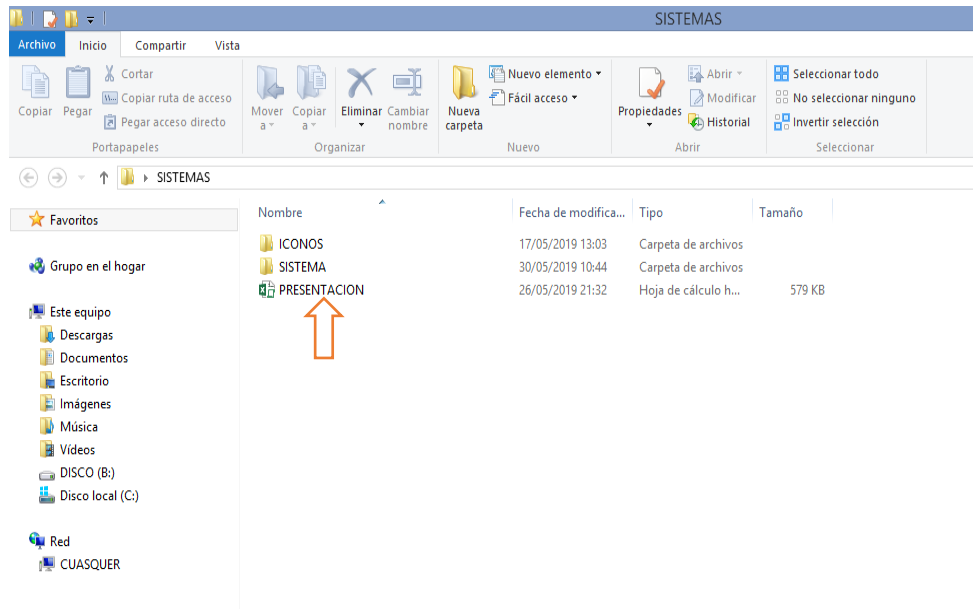 SISTEMAS
Archivo Inicio Compartir Vista
Copiar
Pegar
Cortar
Copiar ruta de acceso
Pegar acceso directo
Portapapeles
Mover a
Copiar a
Eliminar
Cambiar nombre
Organizar
Nueva carpeta
Nuevo elemento
Fácil acceso
Nuevo
Propiedades
Abrir
Modificar
Historial
Abrir
Seleccionar todo
No seleccionar ninguno
Invertir selección
Seleccionar
SISTEMAS
Favoritos
Grupo en el hogar
Este equipo
Descargas
Documentos
Escritorio
Imágenes
Música
Vídeos
DISCO (B:)
Disco local (C:)
Red
CUASQUER
Nombre Fecha de modifica... Tipo Tamaño
ICONOS 17/05/2019 13:03 Carpeta de archivos
SISTEMA 30/05/2019 10:44 Carpeta de archivos
PRESENTACION 26/05/2019 21:32 Hoja de cálculo h... 579 KB